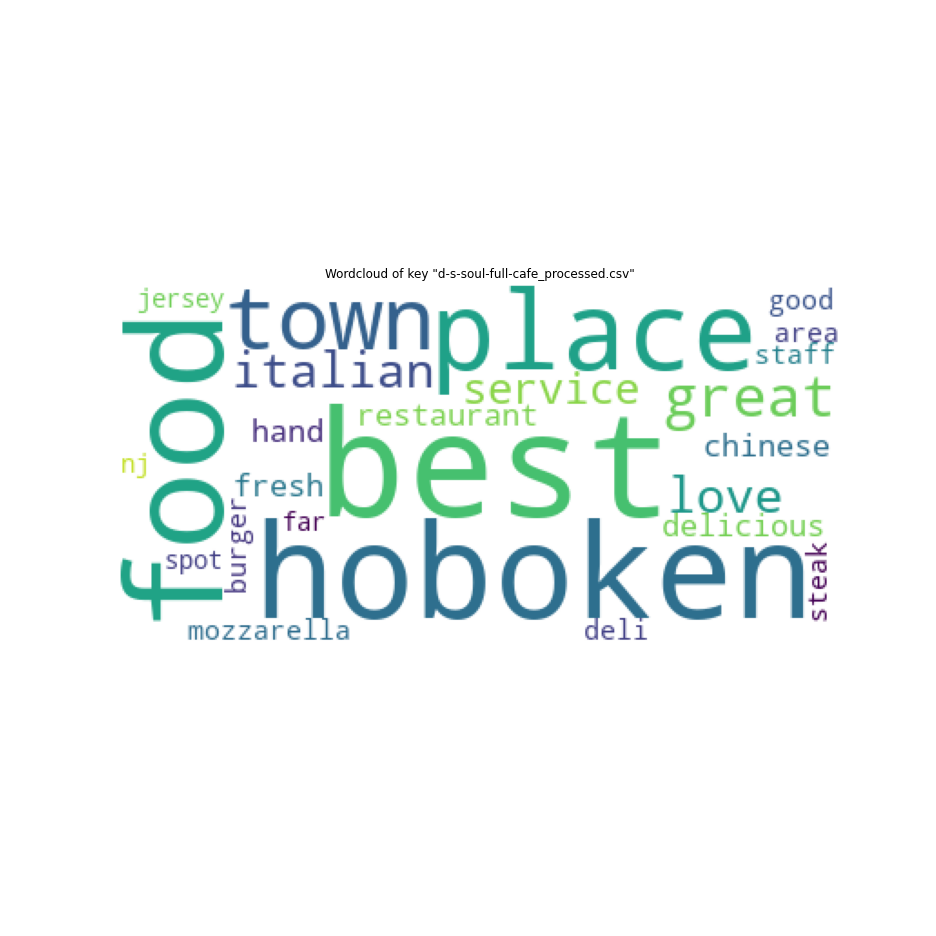 Wordcloud of key "d-s-soul-full-cafe_processed.csv"
jersey
town
place
good
area
staff
italian
service
great
food
restaurant
hand
best
chinese
nj
fresh
love
burger
far
delicious
spot
hoboken
steak
mozzarella
deli